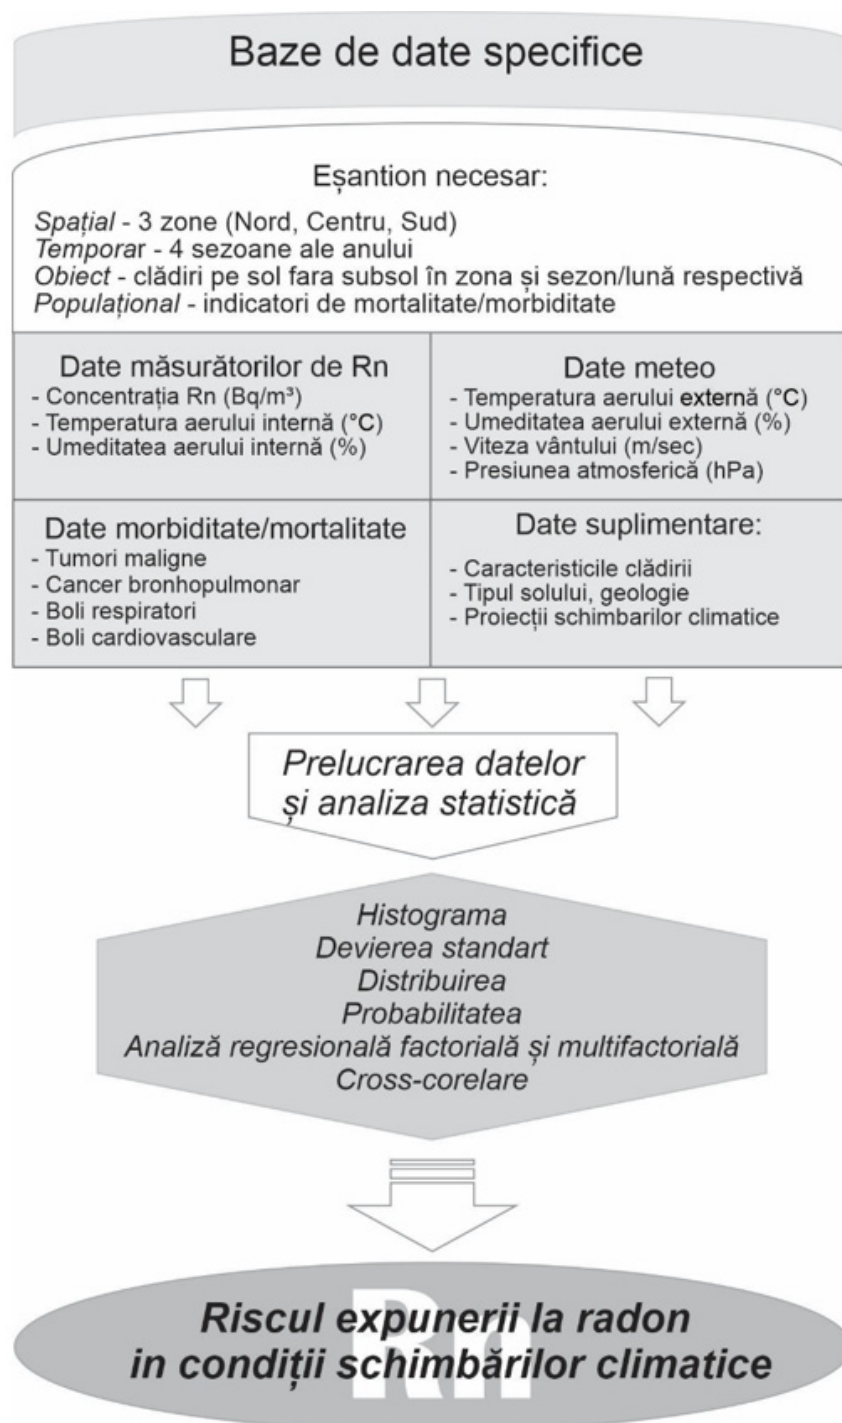 Baze de date specifice
Eșantion necesar:
Spațial - 3 zone (Nord, Centru, Sud)
Temporar - 4 sezoane ale anului
Obiect - clădiri pe sol fara subsol în zona și sezon/lună respectivă
Populațional - indicatori de mortalitate/morbiditate
Date măsurătorilor de Rn
- Concentrația Rn (Bq/m³)
- Temperatura aerului internă (°C)
- Umeditatea aerului internă (%)
Date meteo
- Temperatura aerului externă (°C)
- Umeditatea aerului externă (%)
- Viteza vântului (m/sec)
- Presiunea atmosferică (hPa)
Date morbiditate/mortalitate
- Tumori maligne
- Cancer bronhopulmonar
- Boli respiratori
- Boli cardiovasculare
Date suplimentare:
- Caracteristicile clădirii
- Tipul solului, geologie
- Proiecții schimbarilor climatice
Prelucrarea datelor
și analiza statistică
Histograma
Devierea standart
Distribuirea
Probabilitatea
Analiză regresională factorială și multifactorială
Cross-corelare
Rn
Riscul expunerii la radon
in condiții schimbărilor climatice